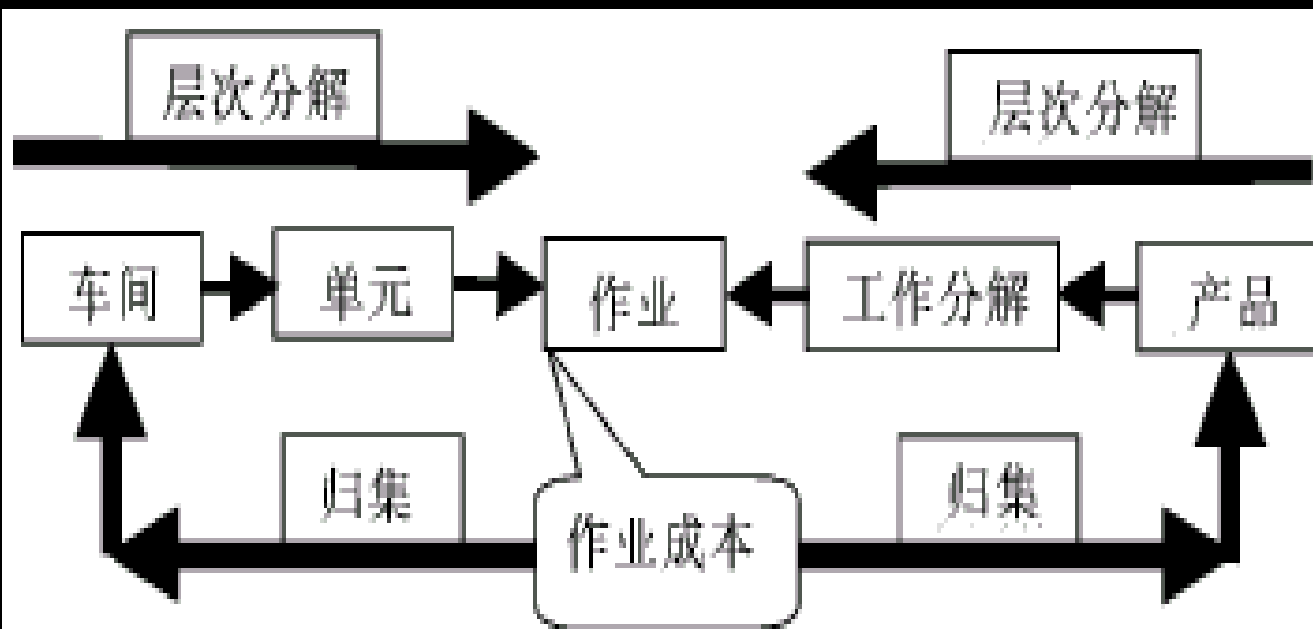 层次分解
层次分解
车间
单元
作业
工作分解
产品
归集
归集
作业成本